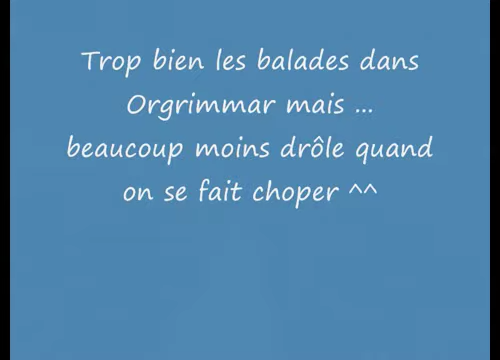 Trop bien les balades dans
Orgrimmar mais ...
beaucoup moins drôle quand
on se fait choper ^^